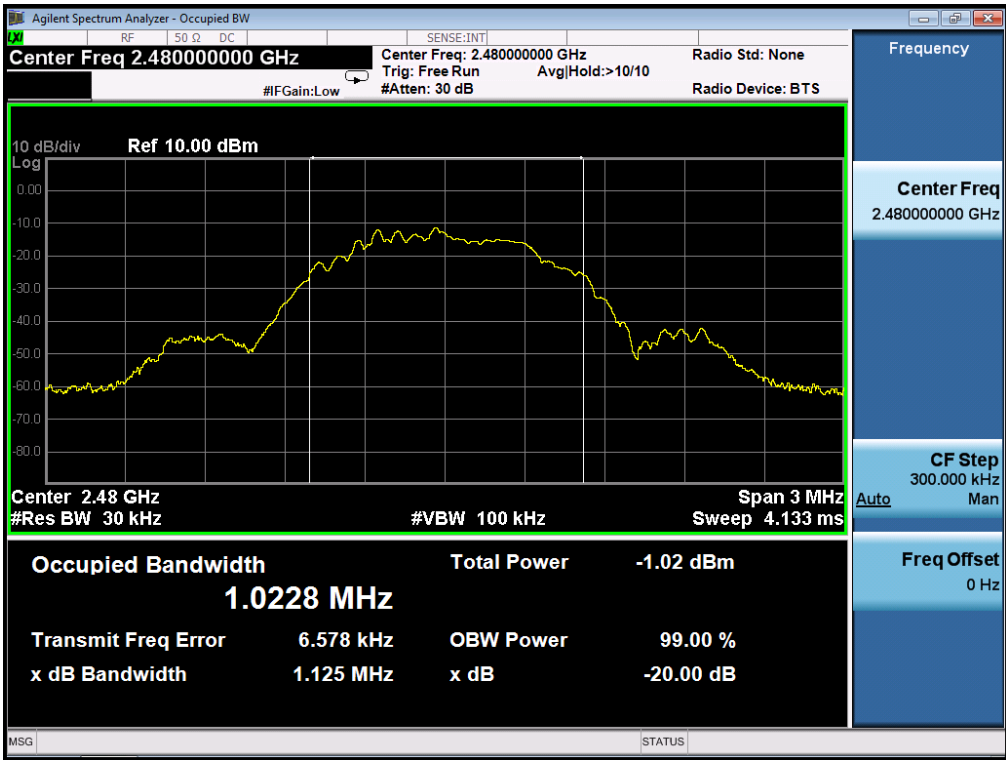 Agilent Spectrum Analyzer - Occupied BW
LXI RF 50 Ω DC SENSE:INT
Center Freq 2.480000000 GHz
#IFGain:Low
Center Freq: 2.480000000 GHz Radio Std: None
Trig: Free Run Avg|Hold:>10/10
#Atten: 30 dB Radio Device: BTS
10 dB/div Ref 10.00 dBm
Log
0.00
-10.0
-20.0
-30.0
-40.0
-50.0
-60.0
-70.0
-80.0
Center 2.48 GHz Span 3 MHz
#Res BW 30 kHz #VBW 100 kHz Sweep 4.133 ms
Occupied Bandwidth Total Power -1.02 dBm
1.0228 MHz
Transmit Freq Error 6.578 kHz OBW Power 99.00 %
x dB Bandwidth 1.125 MHz x dB -20.00 dB
MSG STATUS
Frequency
Center Freq
2.480000000 GHz
CF Step
300.000 kHz
Auto Man
Freq Offset
0 Hz